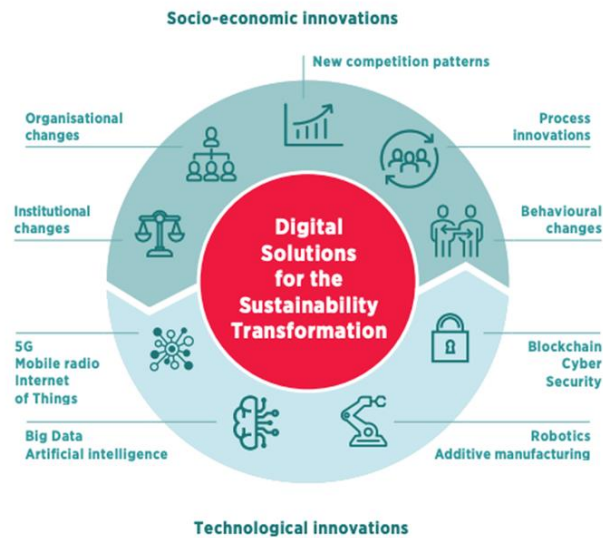 Socio-economic innovations
New competition patterns
Organisational
changes
Process
innovations
Institutional
changes
Behavioural
changes
Digital
Solutions
for the
Sustainability
Transformation
5G
Mobile radio
Internet
of Things
Blockchain
Cyber
Security
Big Data
Artificial intelligence
Robotics
Additive manufacturing
Technological innovations